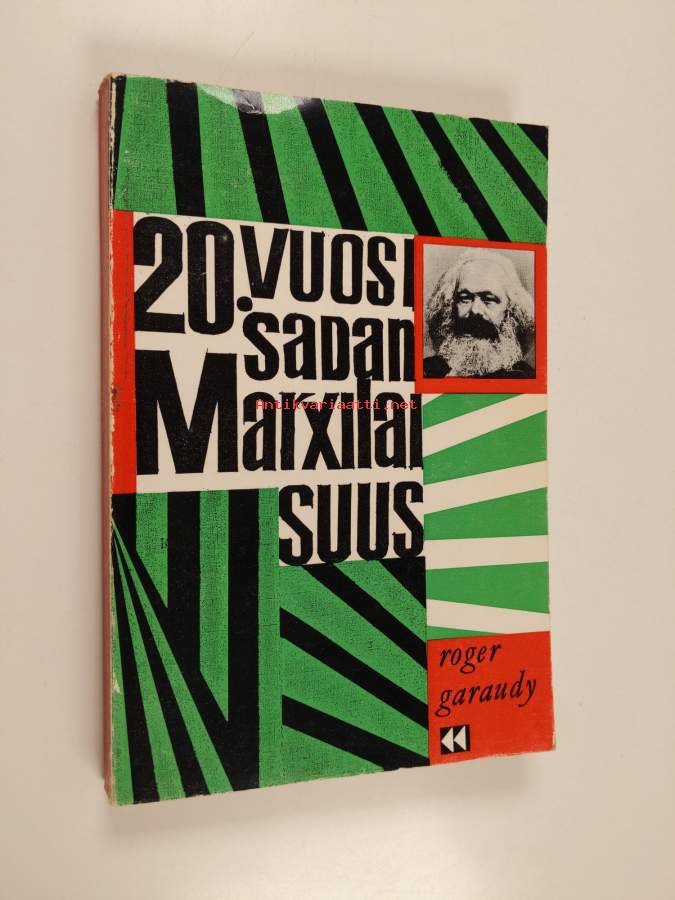 20. VUOSI
SADAN
Marxilai
SUUS
Antikvariaatti.net
roger
garaudy